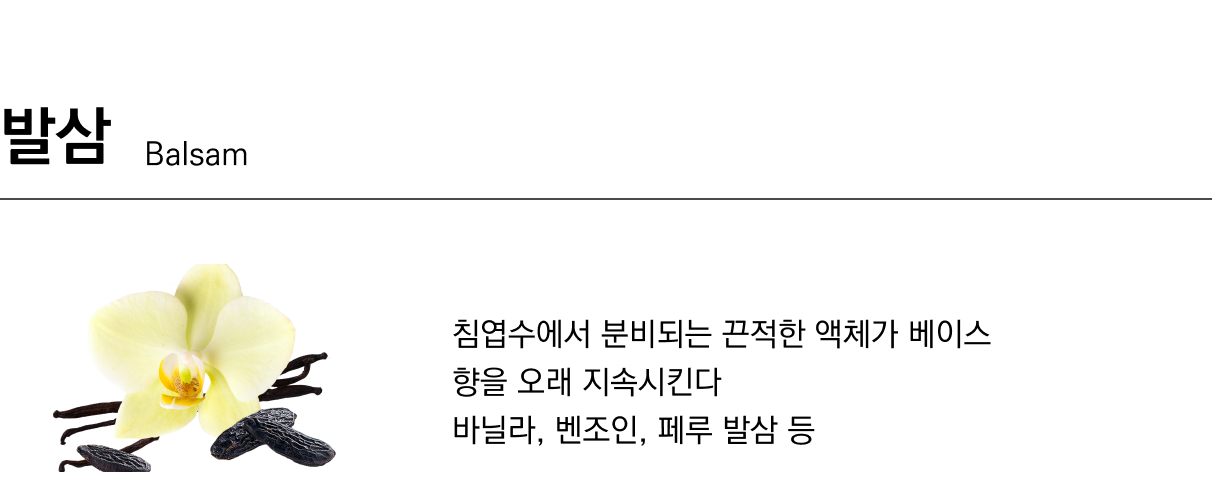 발삼 Balsam
침엽수에서 분비되는 끈적한 액체가 베이스
향을 오래 지속시킨다
바닐라, 벤조인, 페루 발삼 등